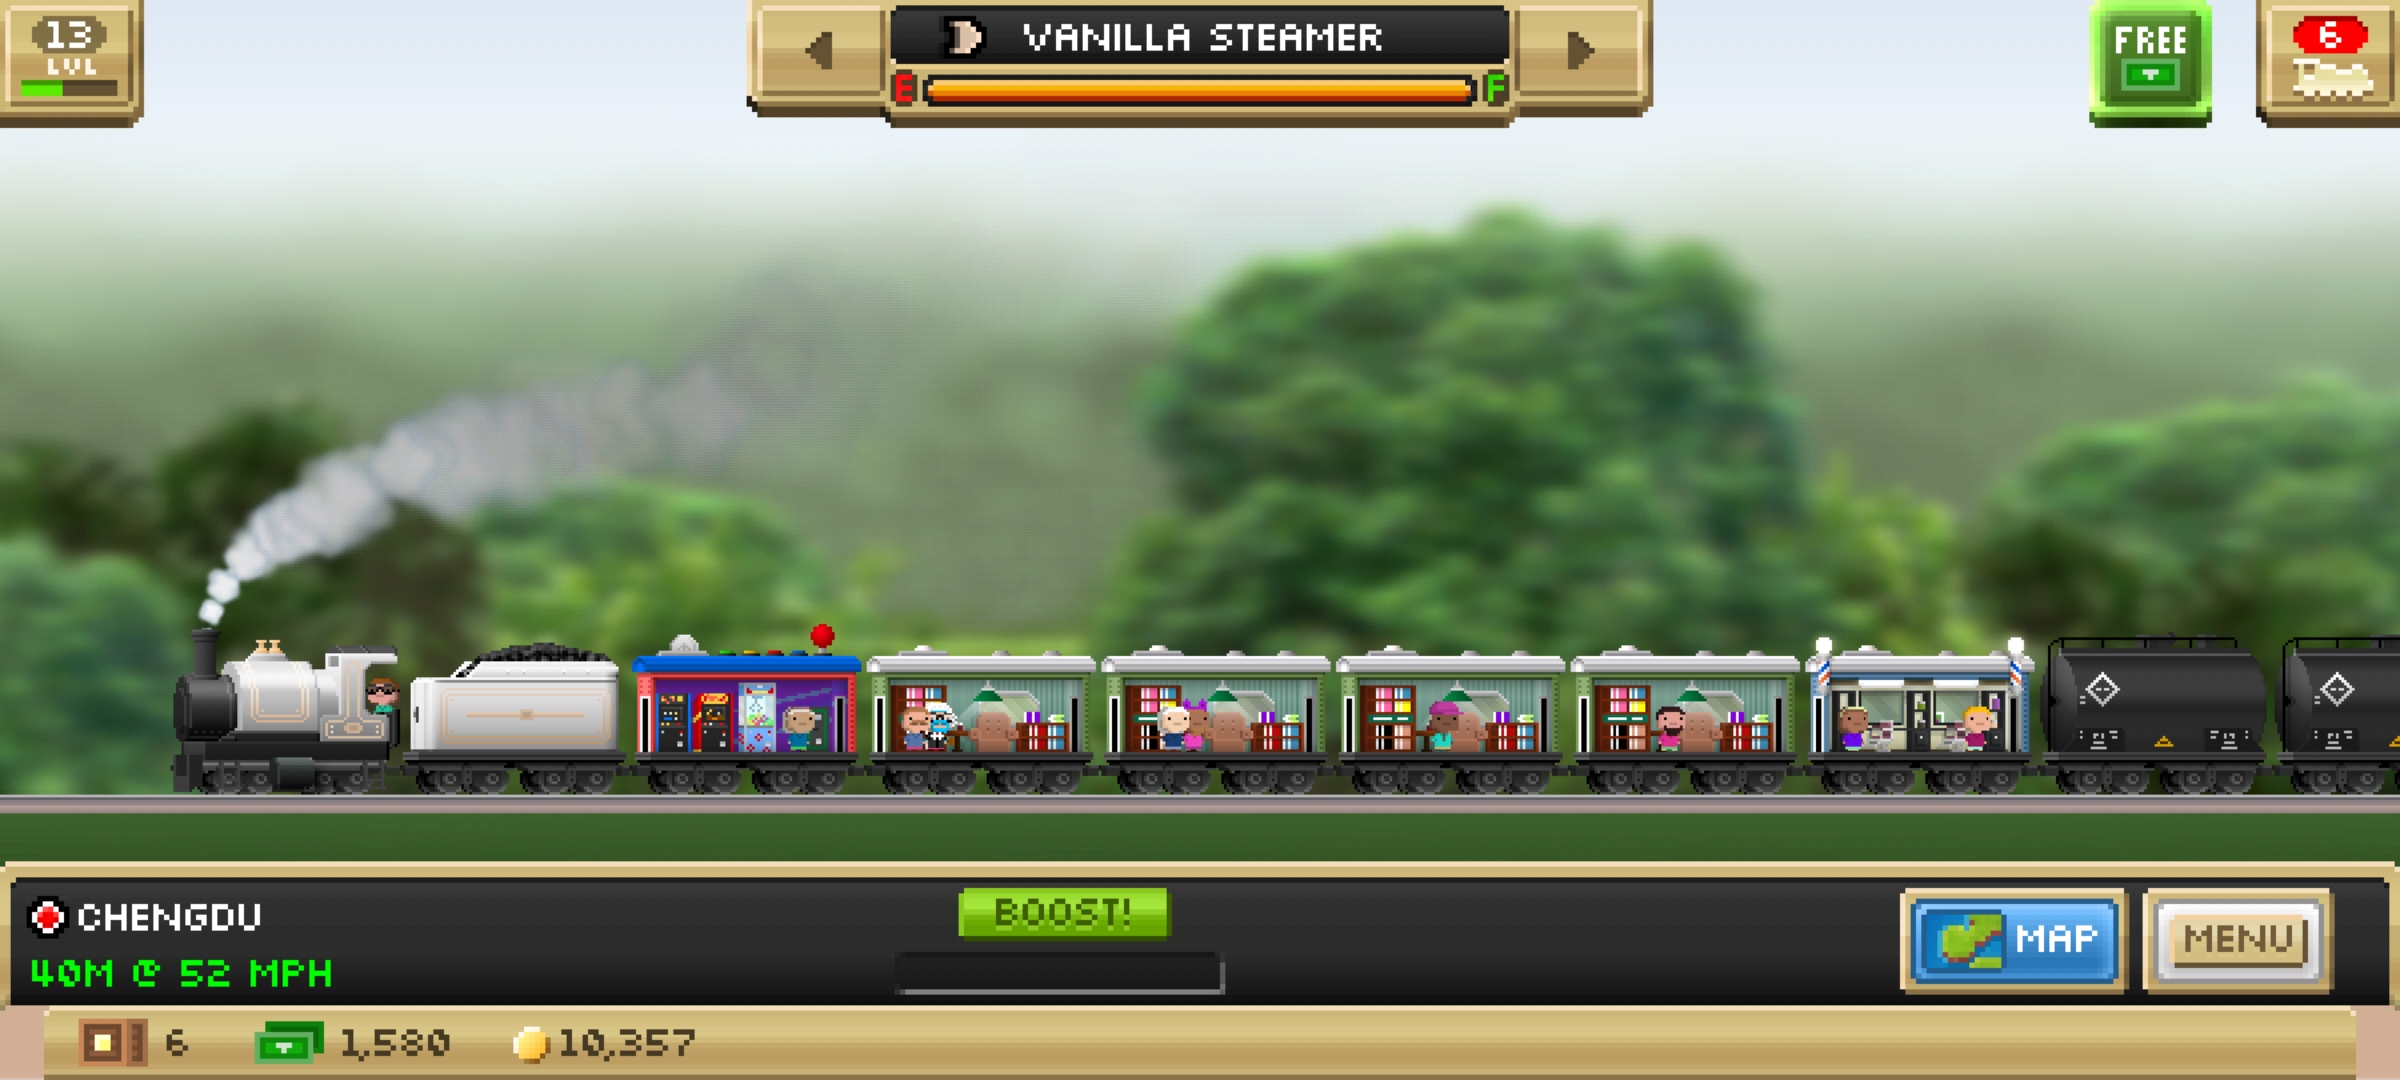 13
LVL
VANILLA STEAMER
E F
FREE
6
CHENGDU
40M @ 52 MPH
BOOST!
MAP
MENU
6 1,580 10,357